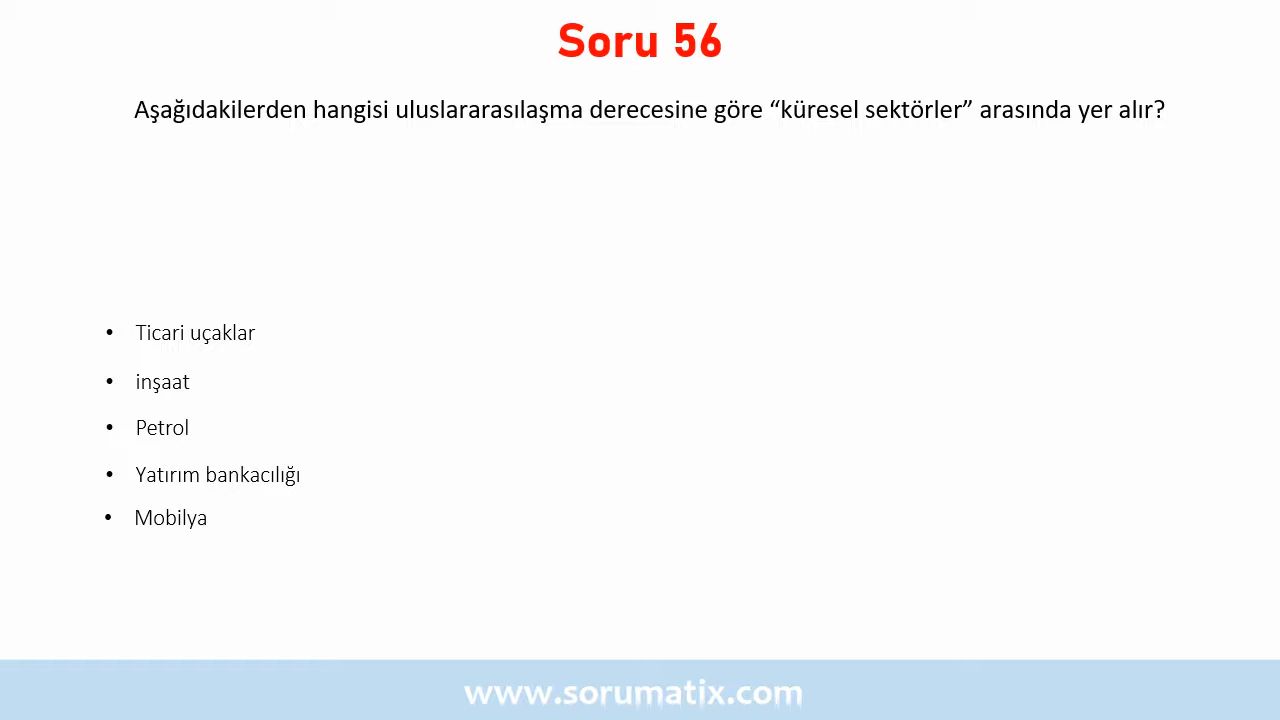 Soru 56
Aşağıdakilerden hangisi uluslararasılaşma derecesine göre “küresel sektörler” arasında yer alır?
• Ticari uçaklar
• inşaat
• Petrol
• Yatırım bankacılığı
• Mobilya
www.sorumatix.com